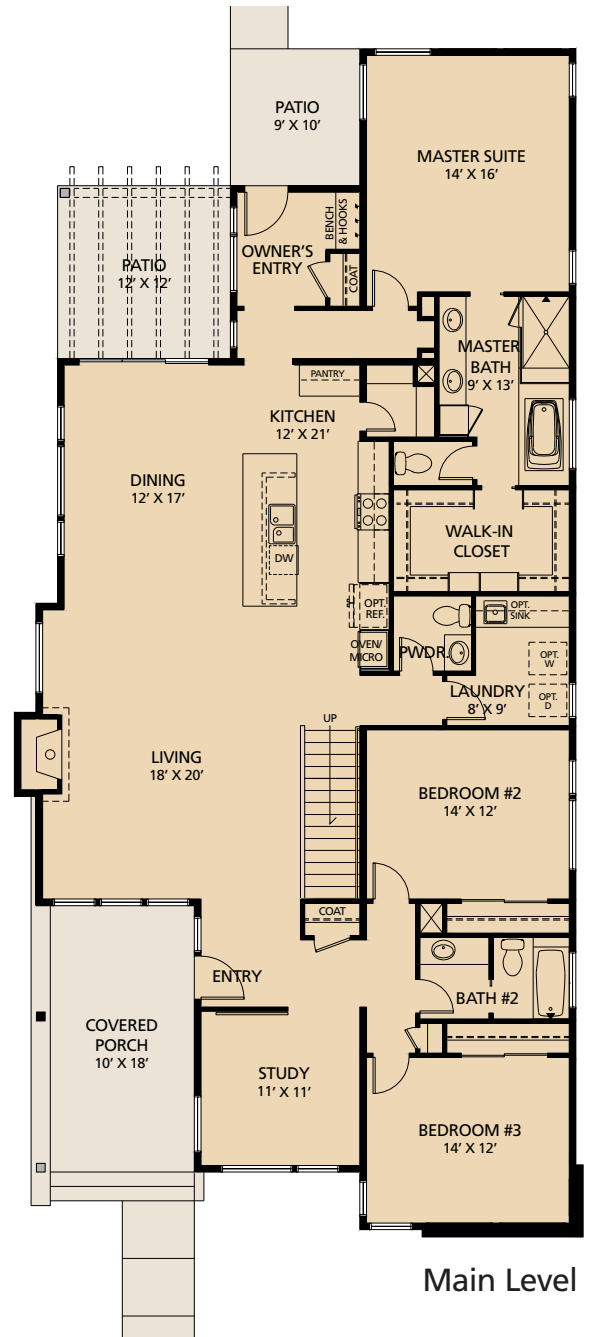 PATIO
9' X 10'
MASTER SUITE
14' X 16'
BENCH
& HOOKS
OWNER'S
ENTRY
COAT
PATIO
12' X 12'
MASTER
BATH
9' X 13'
PANTRY
KITCHEN
12' X 21'
DINING
12' X 17'
WALK-IN
CLOSET
DW
OPT.
REF.
OVEN/
MICRO
PWDR.
OPT.
SINK
OPT.
W
OPT.
D
LAUNDRY
8' X 9'
UP
LIVING
18' X 20'
BEDROOM #2
14' X 12'
COAT
ENTRY
BATH #2
COVERED
PORCH
10' X 18'
STUDY
11' X 11'
BEDROOM #3
14' X 12'
Main Level